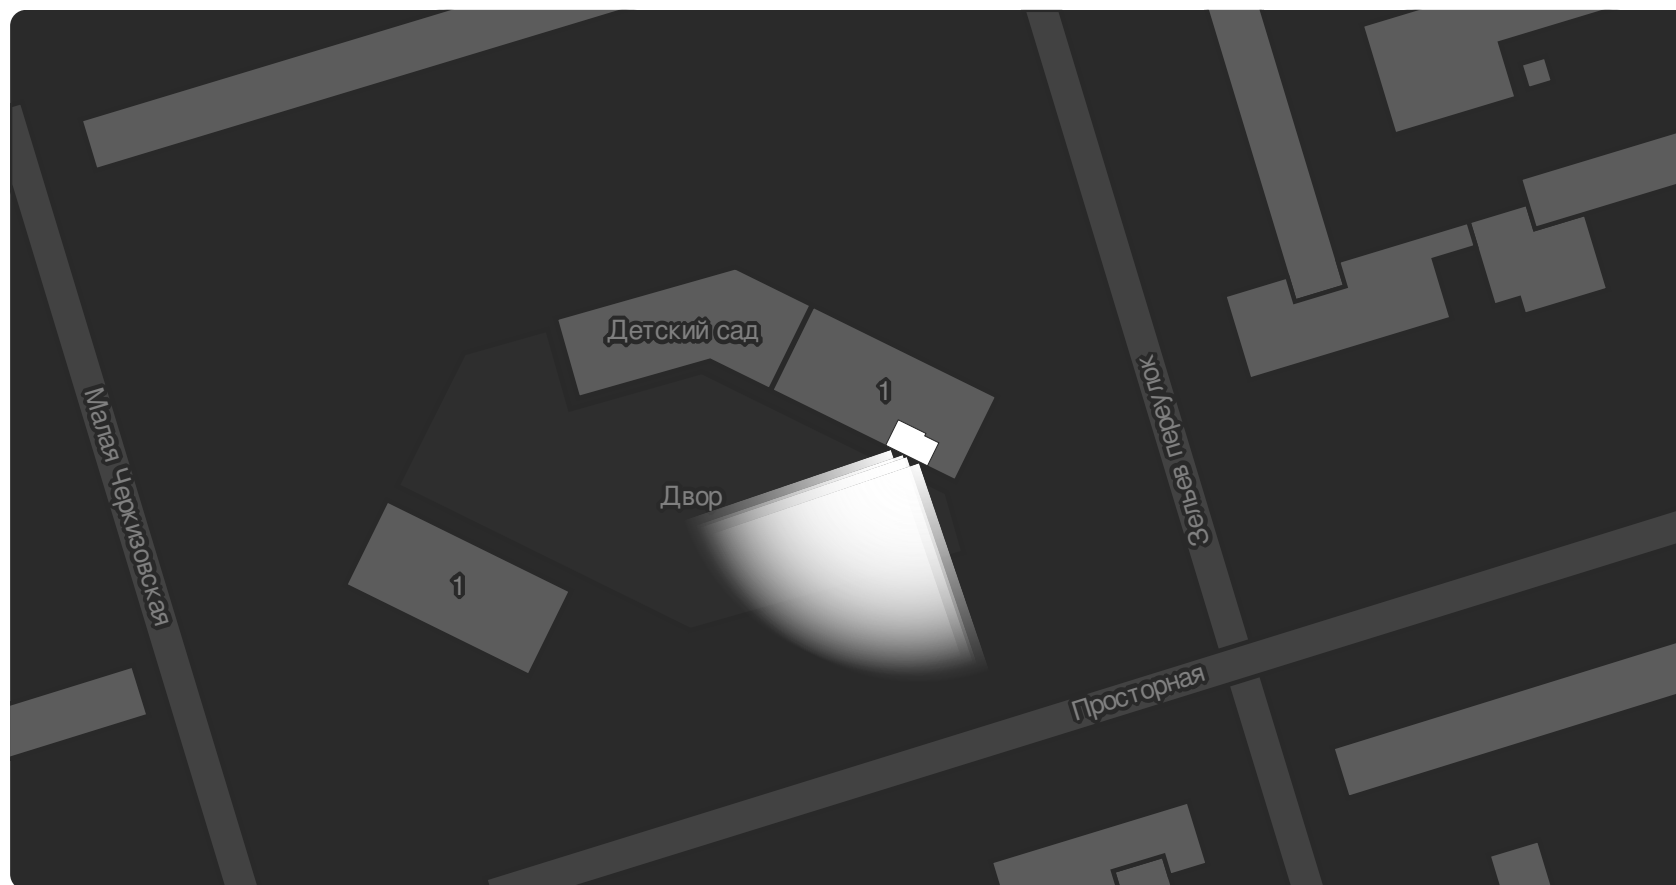 Детский сад
1
Зельев переулок
Малая Черкизовская
Двор
1
Просторная